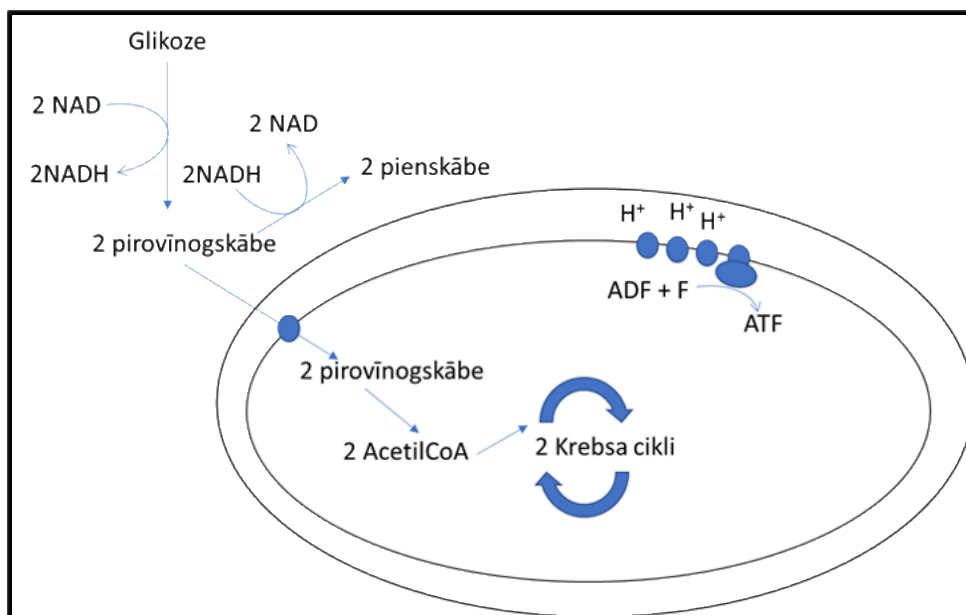 Glikoze
2 NAD
2NADH
2NADH
2 NAD
2 pienskābe
2 pirovīnogskābe
H⁺
H⁺
H⁺
ADF + F
ATF
2 pirovīnogskābe
2 AcetilCoA
2 Krebsa cikli